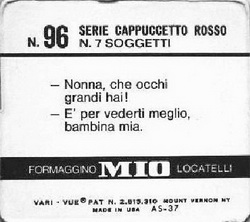 N. 96 SERIE CAPPUCCETTO ROSSO
N. 7 SOGGETTI
— Nonna, che occhi
grandi hai!
— E' per vederti meglio,
bambina mia.
FORMAGGINO MIO LOCATELLI
VARI - VUE® PAT N. 2,815,310 MOUNT VERNON NY
MADE IN USA AS-37